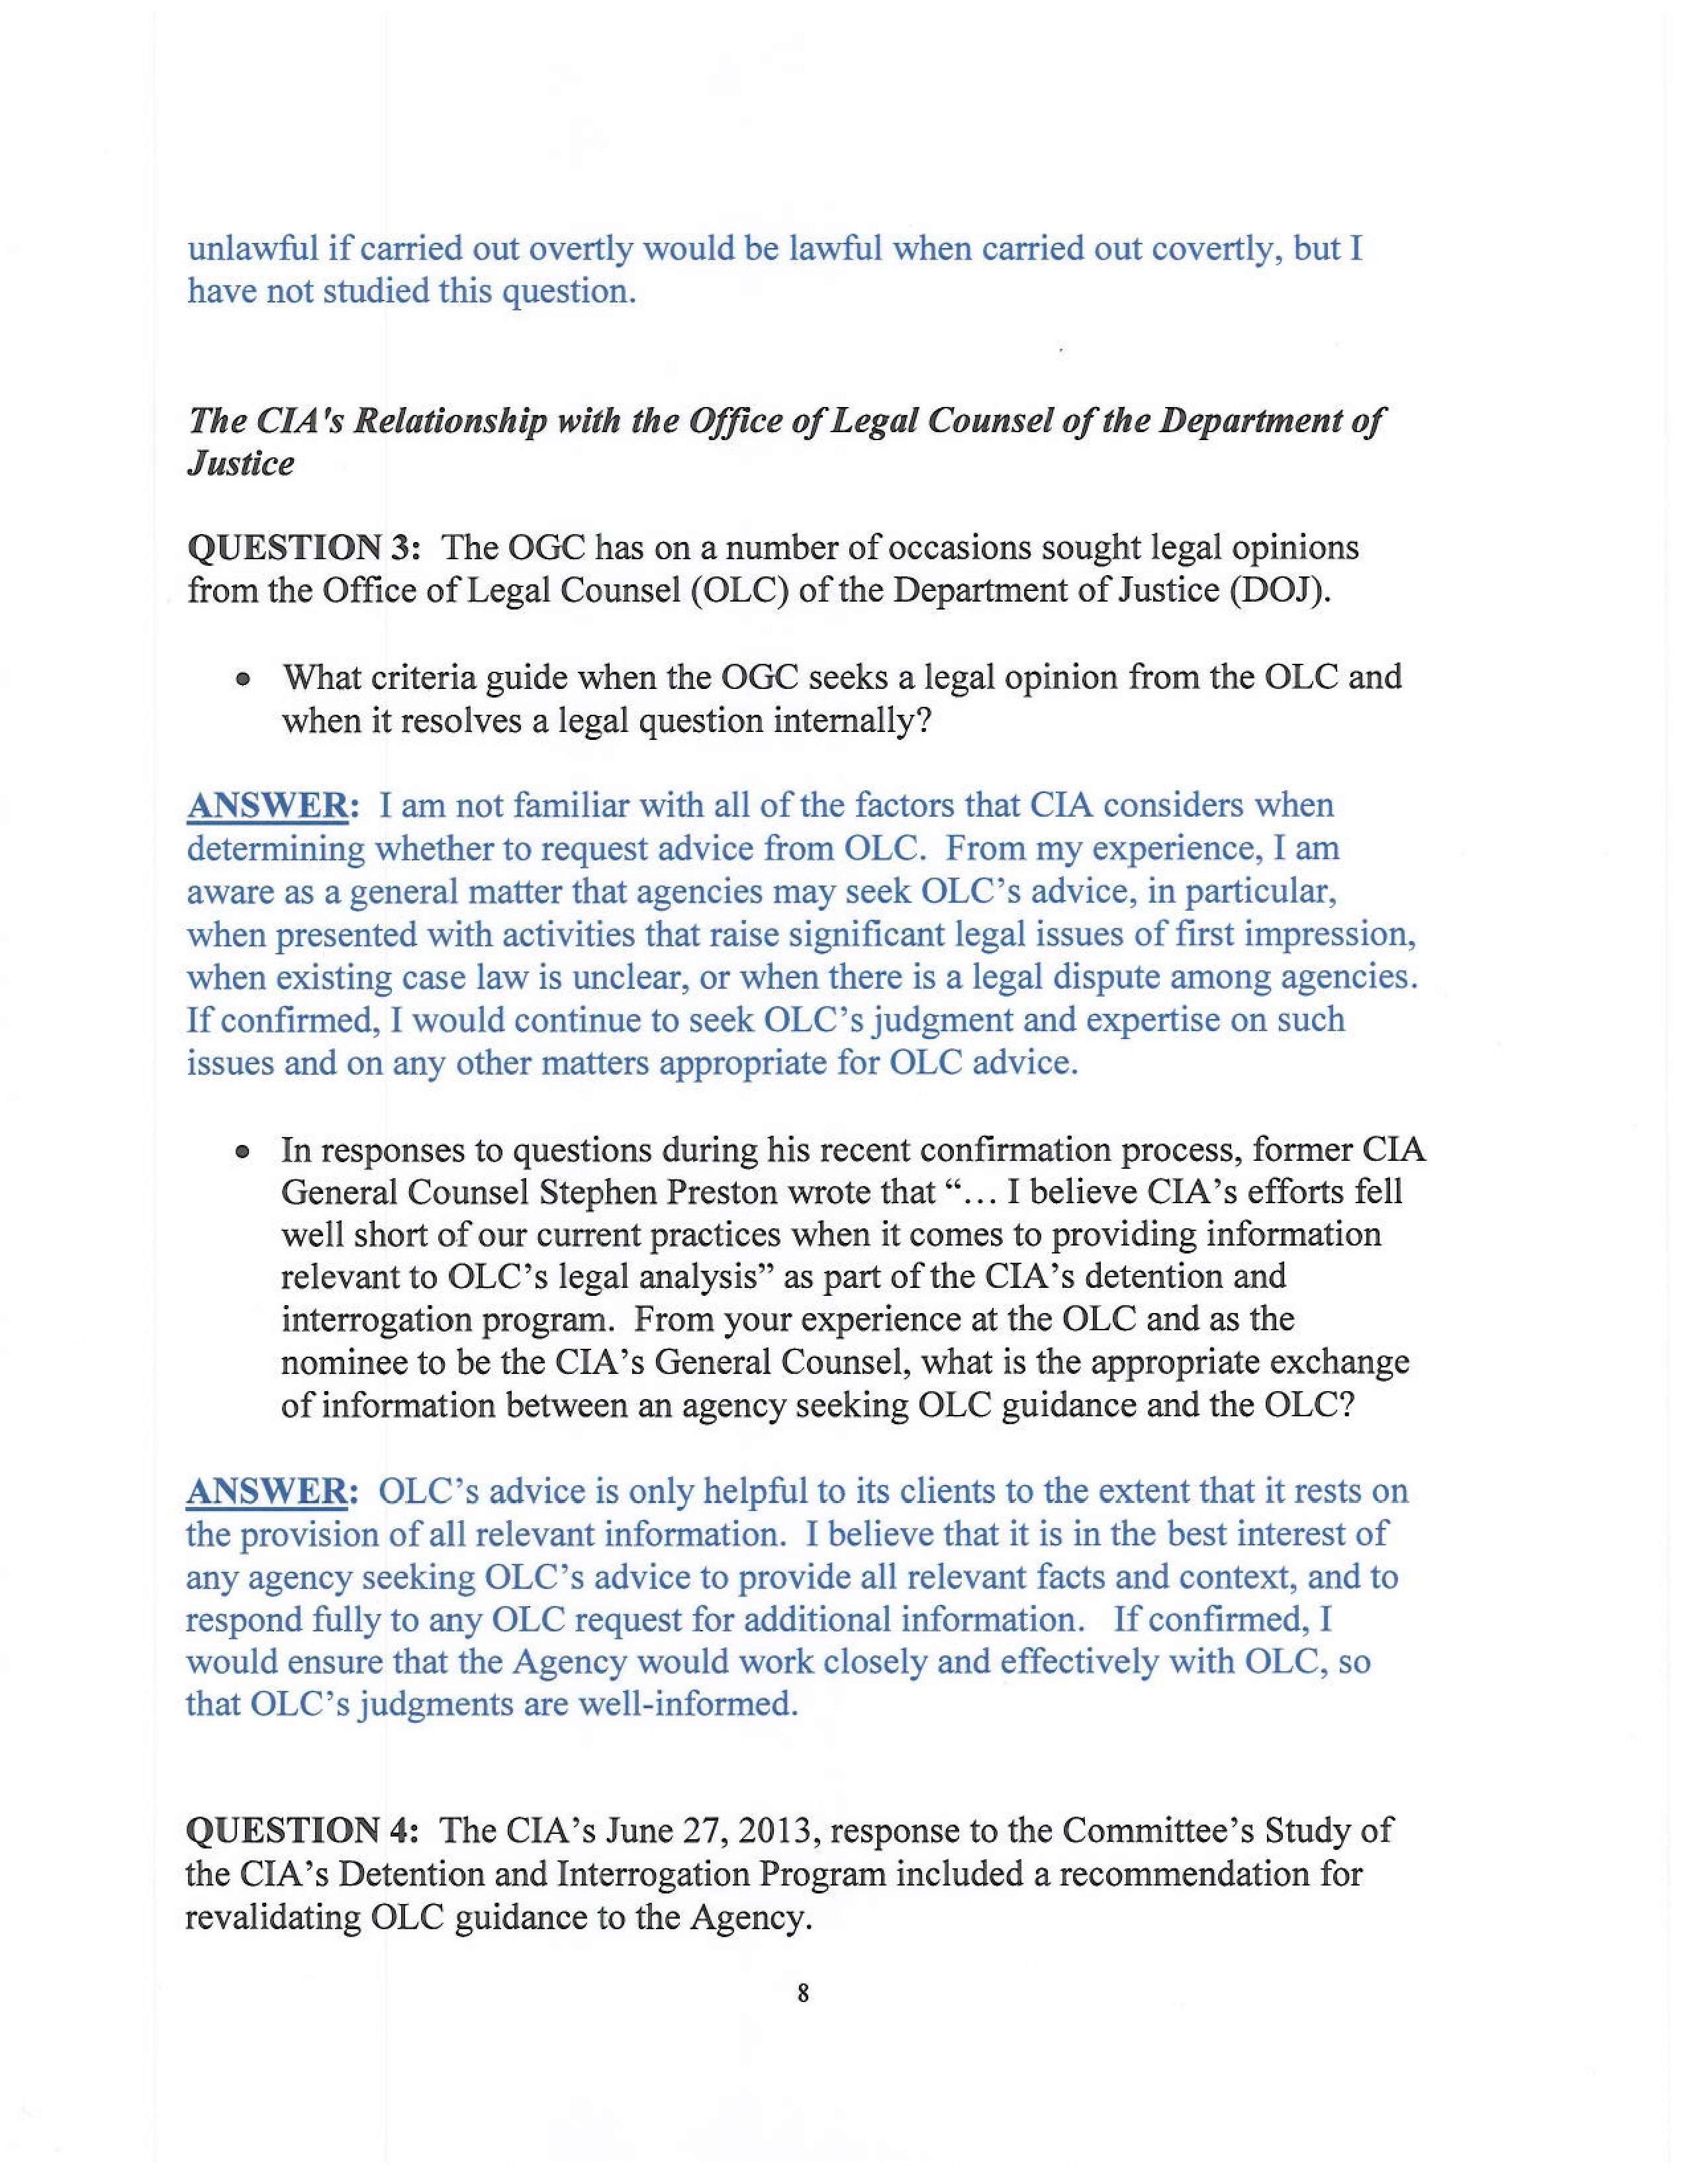 unlawful if carried out overtly would be lawful when carried out covertly, but I
have not studied this question.
The CIA's Relationship with the Office of Legal Counsel of the Department of
Justice
QUESTION 3: The OGC has on a number of occasions sought legal opinions
from the Office of Legal Counsel (OLC) of the Department of Justice (DOJ).
• What criteria guide when the OGC seeks a legal opinion from the OLC and
when it resolves a legal question internally?
ANSWER: I am not familiar with all of the factors that CIA considers when
determining whether to request advice from OLC. From my experience, I am
aware as a general matter that agencies may seek OLC’s advice, in particular,
when presented with activities that raise significant legal issues of first impression,
when existing case law is unclear, or when there is a legal dispute among agencies.
If confirmed, I would continue to seek OLC’s judgment and expertise on such
issues and on any other matters appropriate for OLC advice.
• In responses to questions during his recent confirmation process, former CIA
General Counsel Stephen Preston wrote that “… I believe CIA’s efforts fell
well short of our current practices when it comes to providing information
relevant to OLC’s legal analysis” as part of the CIA’s detention and
interrogation program. From your experience at the OLC and as the
nominee to be the CIA’s General Counsel, what is the appropriate exchange
of information between an agency seeking OLC guidance and the OLC?
ANSWER: OLC’s advice is only helpful to its clients to the extent that it rests on
the provision of all relevant information. I believe that it is in the best interest of
any agency seeking OLC’s advice to provide all relevant facts and context, and to
respond fully to any OLC request for additional information. If confirmed, I
would ensure that the Agency would work closely and effectively with OLC, so
that OLC’s judgments are well-informed.
QUESTION 4: The CIA’s June 27, 2013, response to the Committee’s Study of
the CIA’s Detention and Interrogation Program included a recommendation for
revalidating OLC guidance to the Agency.
8